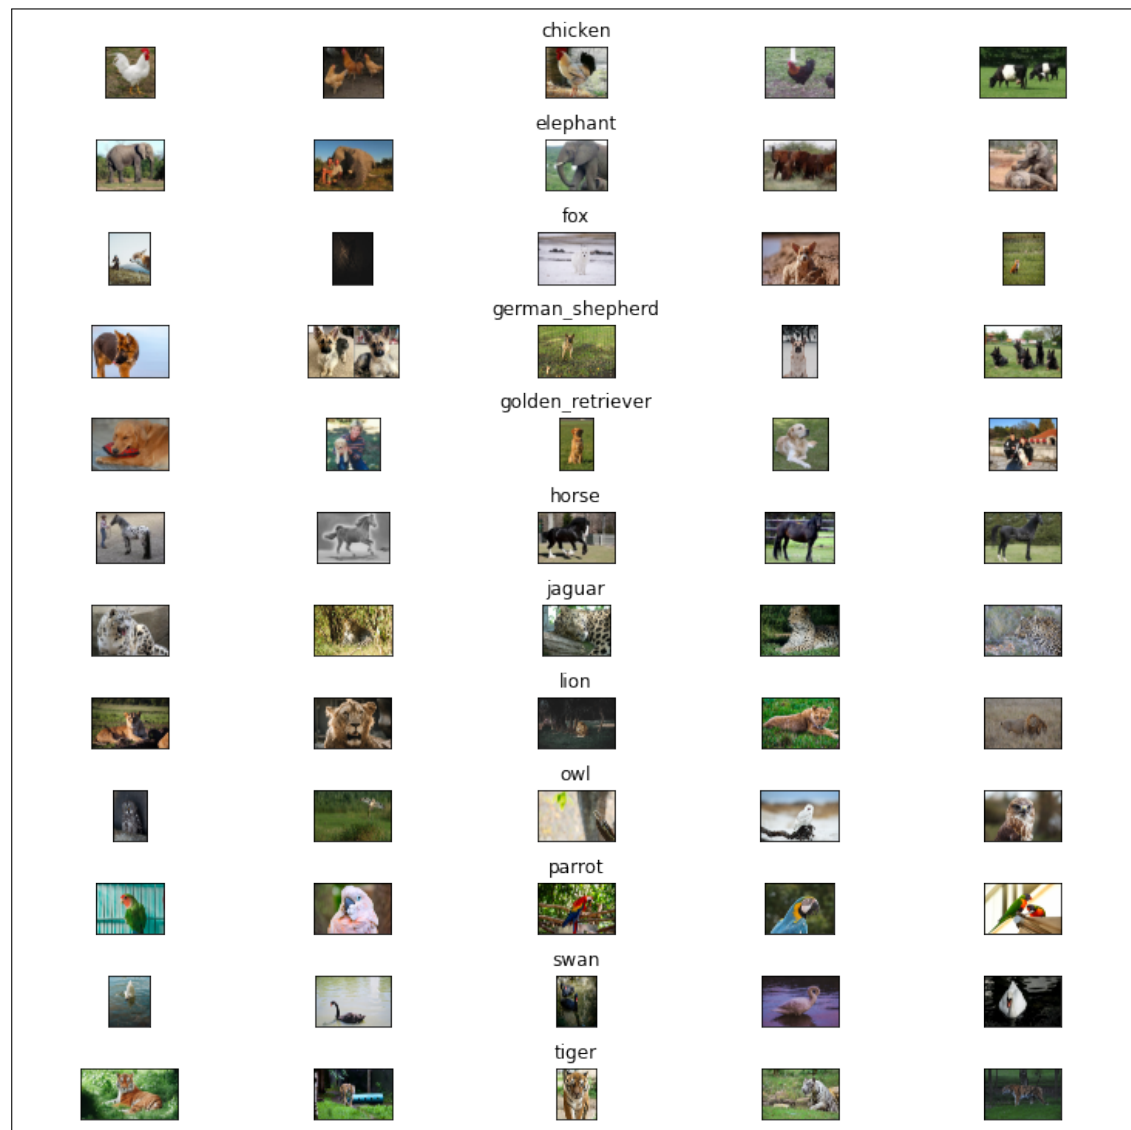 chicken
elephant
fox
german_shepherd
golden_retriever
horse
jaguar
lion
owl
parrot
swan
tiger